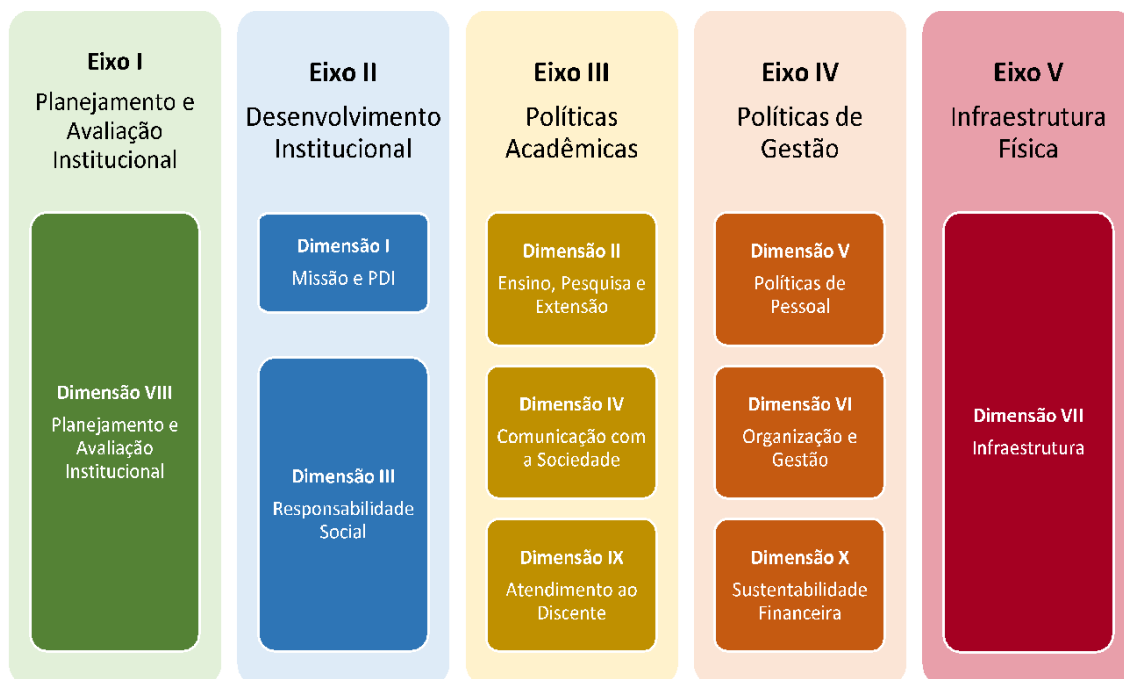 Eixo I
Planejamento e
Avaliação
Institucional
Dimensão VIII
Planejamento e
Avaliação
Institucional
Eixo II
Desenvolvimento
Institucional
Dimensão I
Missão e PDI
Dimensão III
Responsabilidade
Social
Eixo III
Políticas
Acadêmicas
Dimensão II
Ensino, Pesquisa e
Extensão
Dimensão IV
Comunicação com
a Sociedade
Dimensão IX
Atendimento ao
Discente
Eixo IV
Políticas de
Gestão
Dimensão V
Políticas de
Pessoal
Dimensão VI
Organização e
Gestão
Dimensão X
Sustentabilidade
Financeira
Eixo V
Infraestrutura
Física
Dimensão VII
Infraestrutura